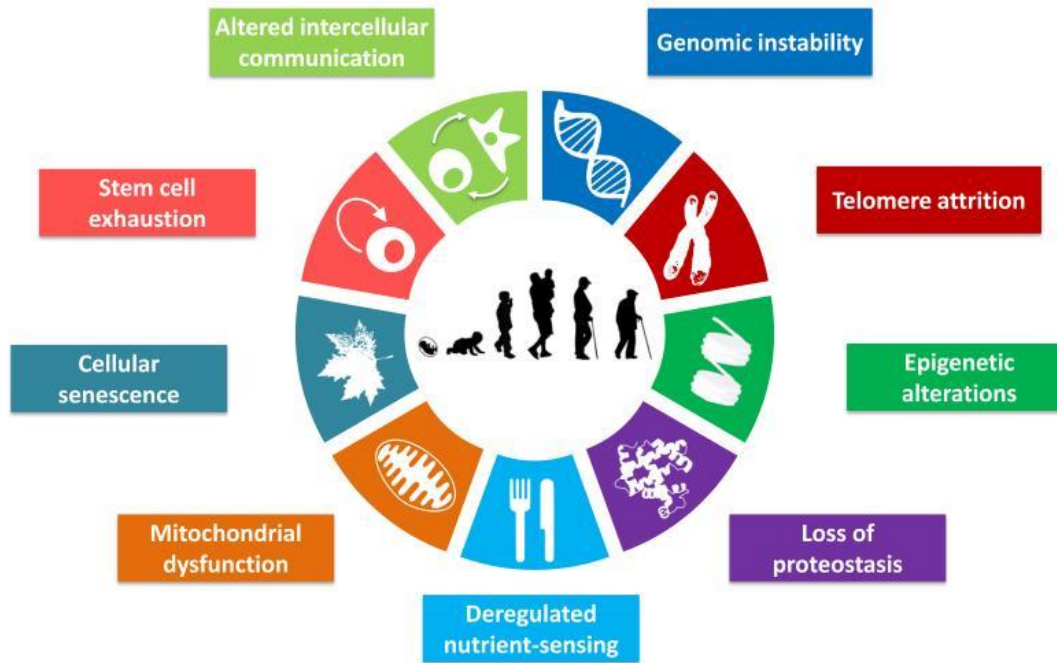 Altered intercellular
communication
Genomic instability
Stem cell
exhaustion
Telomere attrition
Cellular
senescence
Epigenetic
alterations
Mitochondrial
dysfunction
Loss of
proteostasis
Deregulated
nutrient-sensing